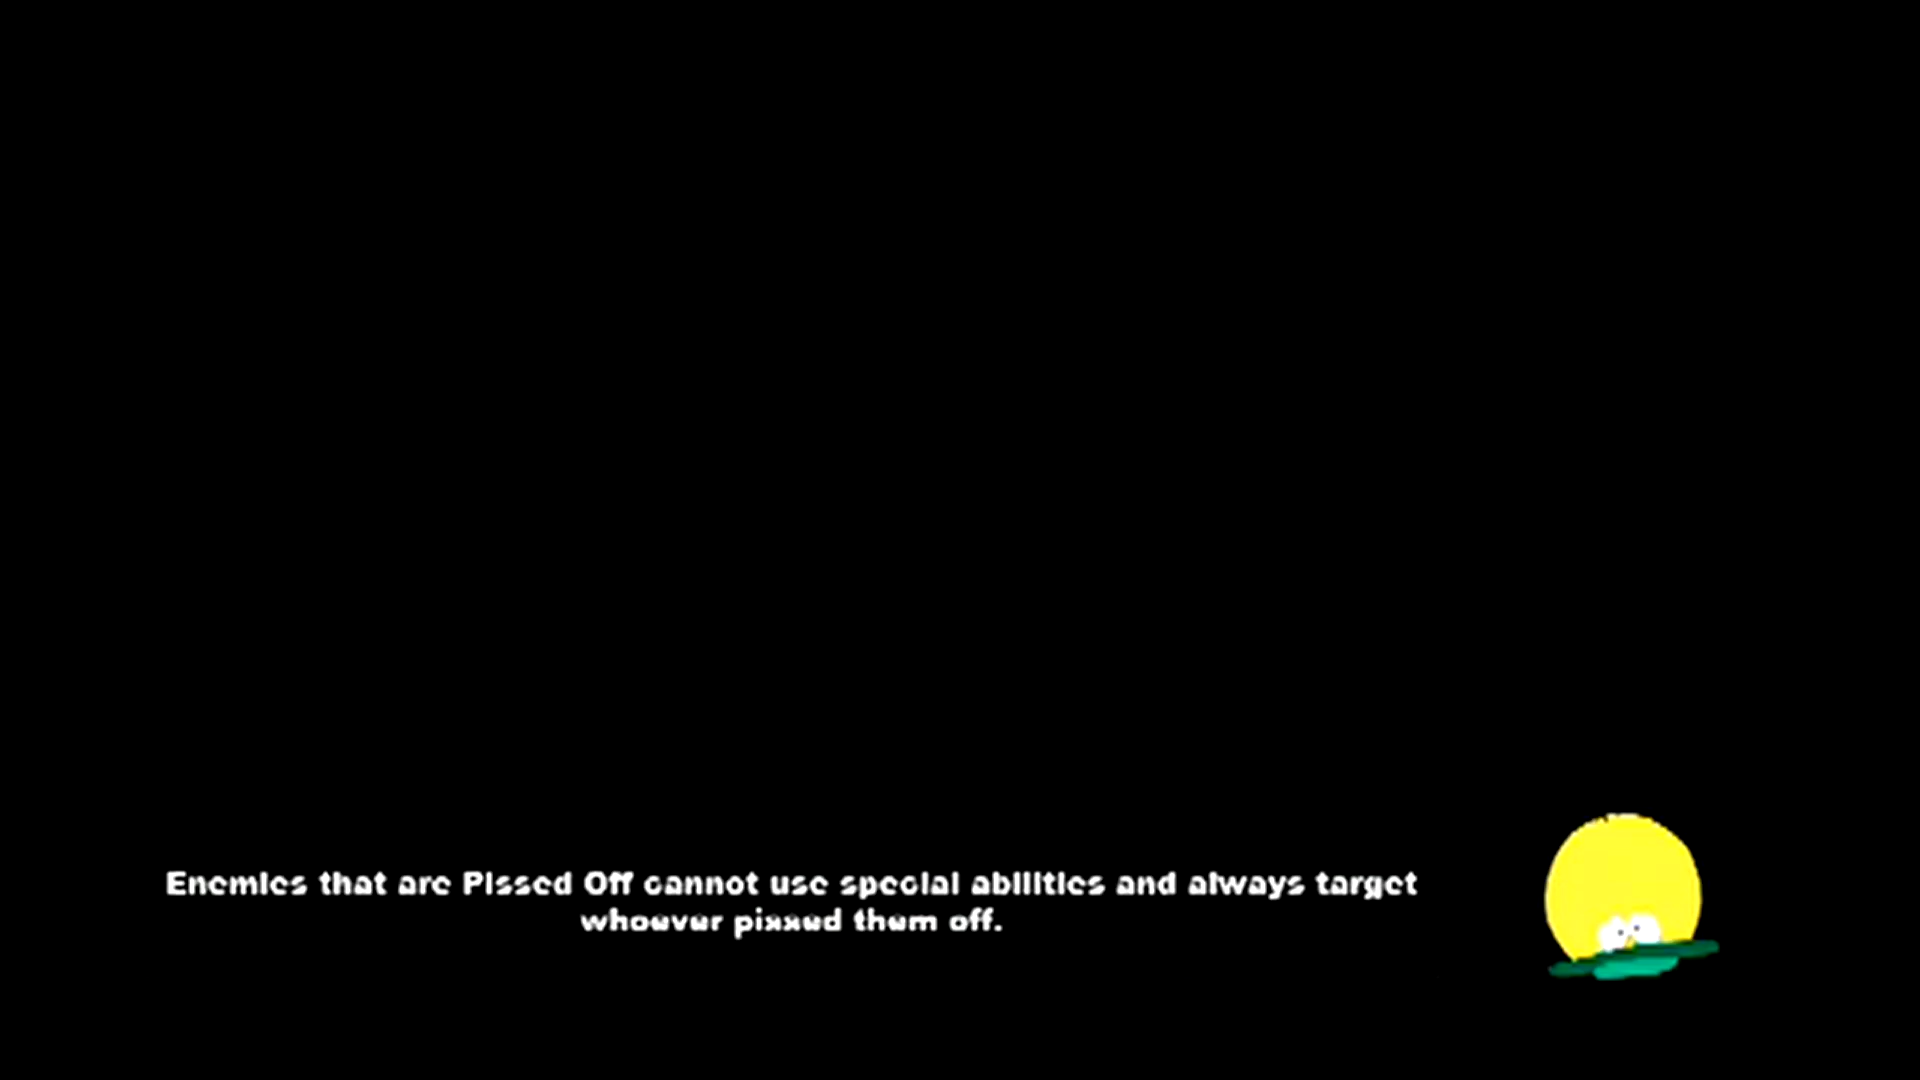 Enemies that are Pissed Off cannot use special abilities and always target
whoever pissed them off.